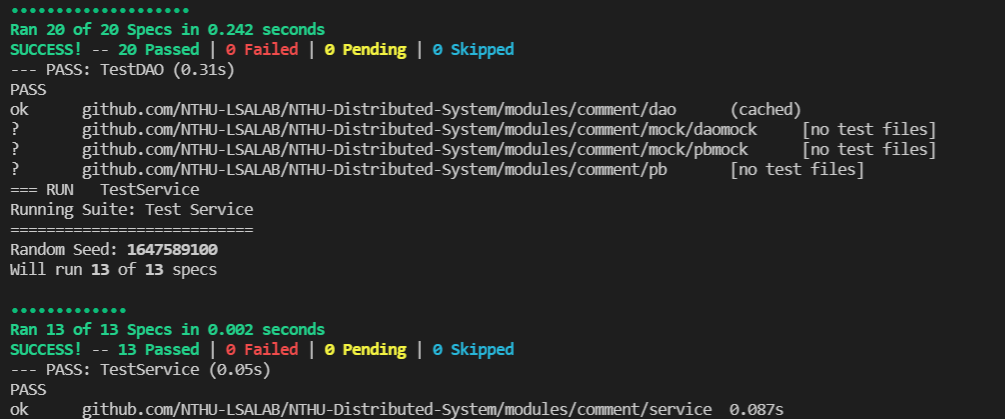 ••••••••••••••••••••
Ran 20 of 20 Specs in 0.242 seconds
SUCCESS! -- 20 Passed | 0 Failed | 0 Pending | 0 Skipped
--- PASS: TestDAO (0.31s)
PASS
ok      github.com/NTHU-LSALAB/NTHU-Distributed-System/modules/comment/dao      (cached)
?       github.com/NTHU-LSALAB/NTHU-Distributed-System/modules/comment/mock/daomock     [no test files]
?       github.com/NTHU-LSALAB/NTHU-Distributed-System/modules/comment/mock/pbmock      [no test files]
?       github.com/NTHU-LSALAB/NTHU-Distributed-System/modules/comment/pb       [no test files]
=== RUN   TestService
Running Suite: Test Service
===========================
Random Seed: 1647589100
Will run 13 of 13 specs
•••••••••••••
Ran 13 of 13 Specs in 0.002 seconds
SUCCESS! -- 13 Passed | 0 Failed | 0 Pending | 0 Skipped
--- PASS: TestService (0.05s)
PASS
ok      github.com/NTHU-LSALAB/NTHU-Distributed-System/modules/comment/service  0.087s